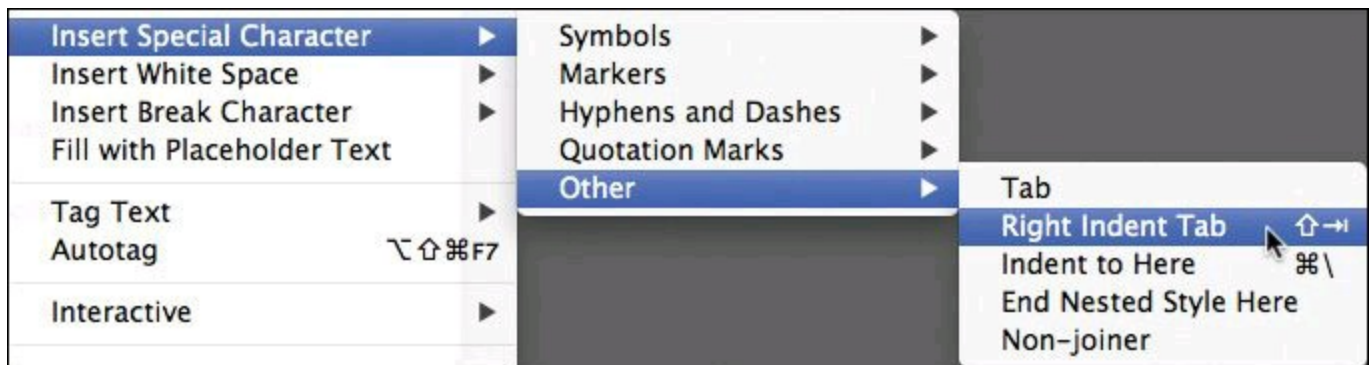 Insert Special Character ▶
Insert White Space ▶
Insert Break Character ▶
Fill with Placeholder Text
Tag Text ▶
Autotag ⌥⇧⌘F7
Interactive ▶
Symbols ▶
Markers ▶
Hyphens and Dashes ▶
Quotation Marks ▶
Other ▶
Tab
Right Indent Tab ⇧⇥
Indent to Here ⌘\
End Nested Style Here
Non-joiner